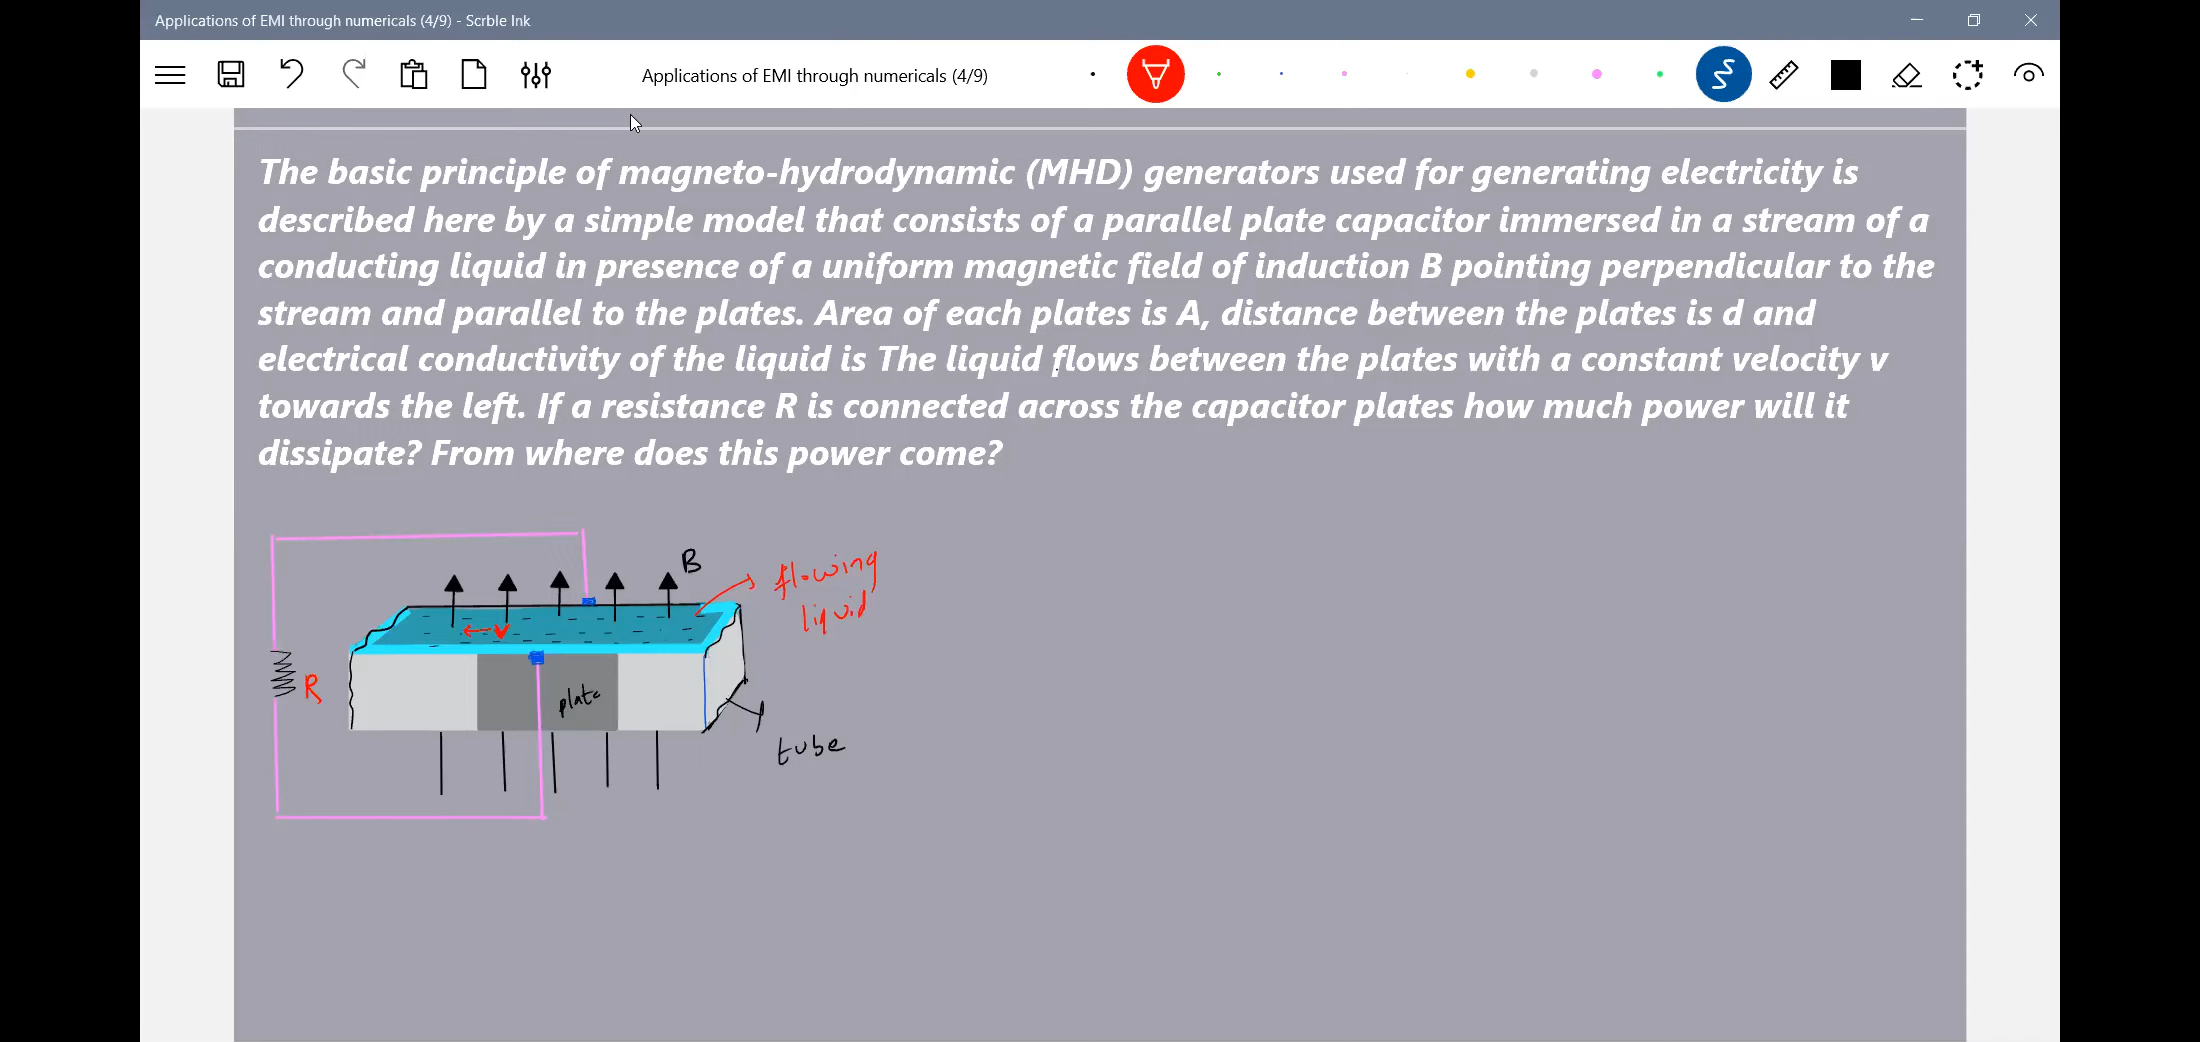 Applications of EMI through numericals (4/9) - Scrble Ink
Applications of EMI through numericals (4/9)
The basic principle of magneto-hydrodynamic (MHD) generators used for generating electricity is
described here by a simple model that consists of a parallel plate capacitor immersed in a stream of a
conducting liquid in presence of a uniform magnetic field of induction B pointing perpendicular to the
stream and parallel to the plates. Area of each plates is A, distance between the plates is d and
electrical conductivity of the liquid is The liquid flows between the plates with a constant velocity v
towards the left. If a resistance R is connected across the capacitor plates how much power will it
dissipate? From where does this power come?
B
flowing
liquid
v
R
plate
tube